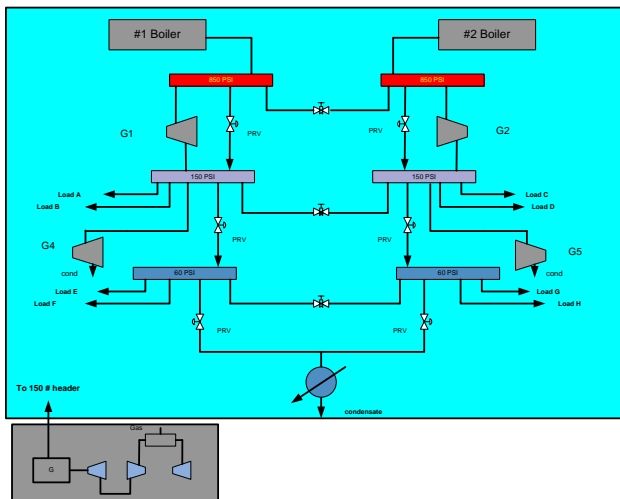 #1 Boiler
#2 Boiler
850 PSI
850 PSI
G1
PRV
PRV
G2
150 PSI
150 PSI
Load A
Load B
Load C
Load D
G4
PRV
PRV
G5
cond
cond
60 PSI
60 PSI
Load E
Load F
Load G
Load H
PRV
PRV
To 150 # header
condensate
Gas
G